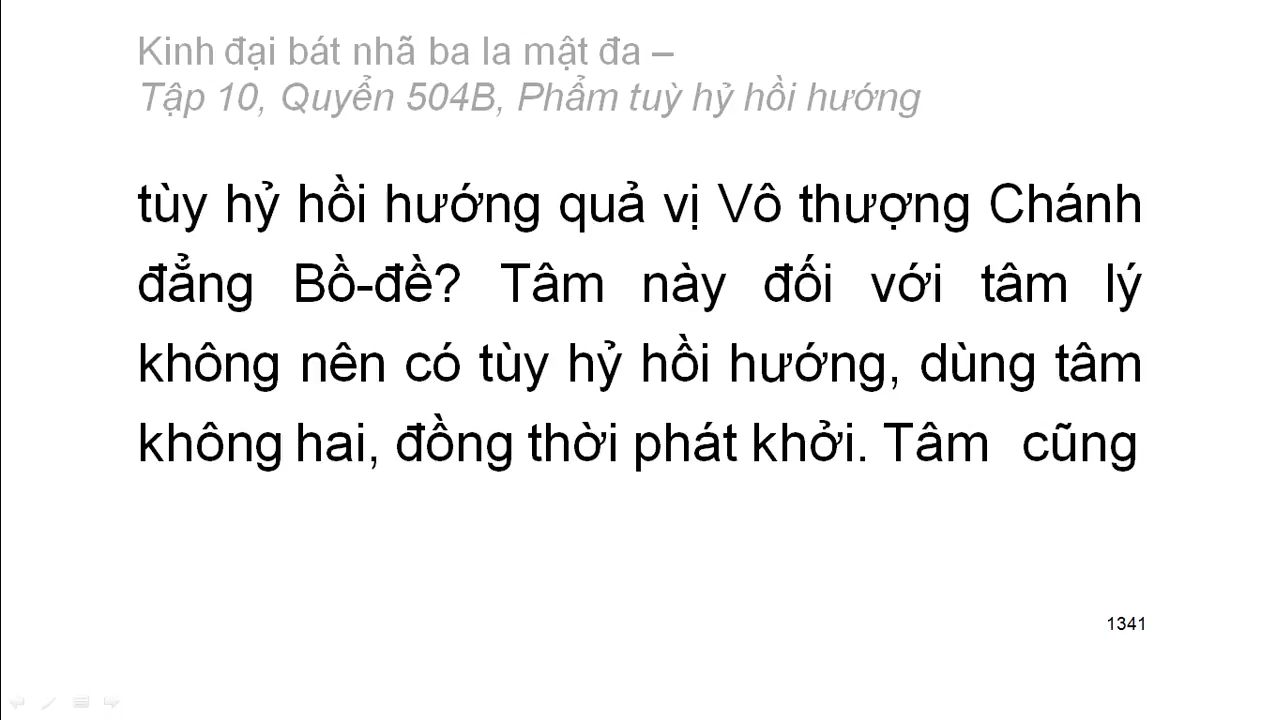 Kinh đại bát nhã ba la mật đa –
Tập 10, Quyển 504B, Phẩm tuỳ hỷ hồi hướng
tùy hỷ hồi hướng quả vị Vô thượng Chánh
đẳng Bồ-đề? Tâm này đối với tâm lý
không nên có tùy hỷ hồi hướng, dùng tâm
không hai, đồng thời phát khởi. Tâm cũng
1341